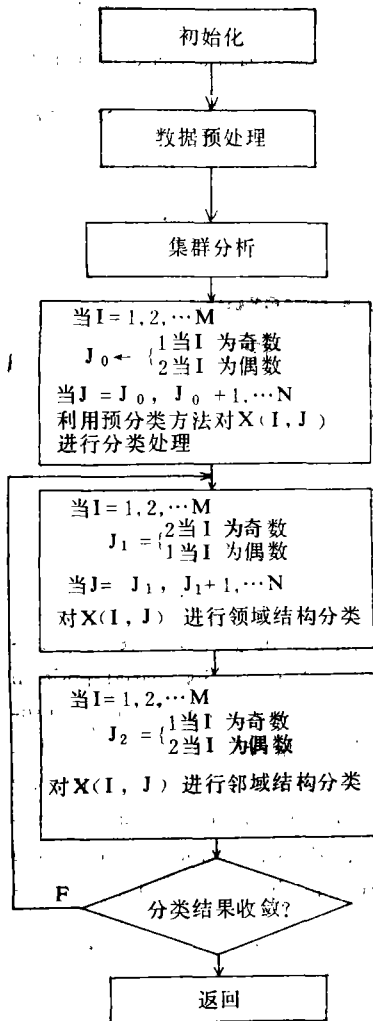 初始化
数据预处理
集群分析
当I=1,2,…M
J₀← {1当I 为奇数
2当I 为偶数
当J=J₀, J₀+1,…N
利用预分类方法对X(I,J)
进行分类处理
当I=1,2,…M
J₁={2当I 为奇数
1当I 为偶数
当J= J₁, J₁+1,…N
对X(I, J) 进行领域结构分类
当I=1,2,…M
J₂={1当I 为奇数
2当I 为偶数
对X(I, J) 进行邻域结构分类
F
分类结果收敛?
返回